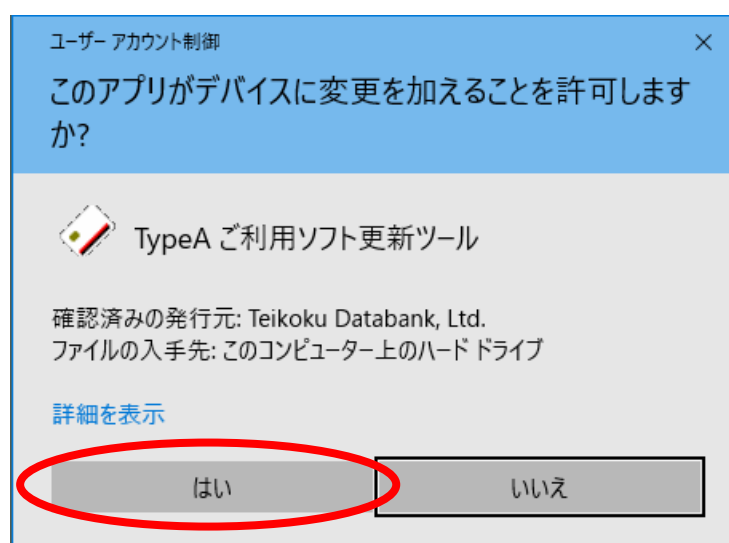 ユーザー アカウント制御
このアプリがデバイスに変更を加えることを許可します
か?
TypeA ご利用ソフト更新ツール
確認済みの発行元: Teikoku Databank, Ltd.
ファイルの入手先: このコンピューター上のハード ドライブ
詳細を表示
はい
いいえ